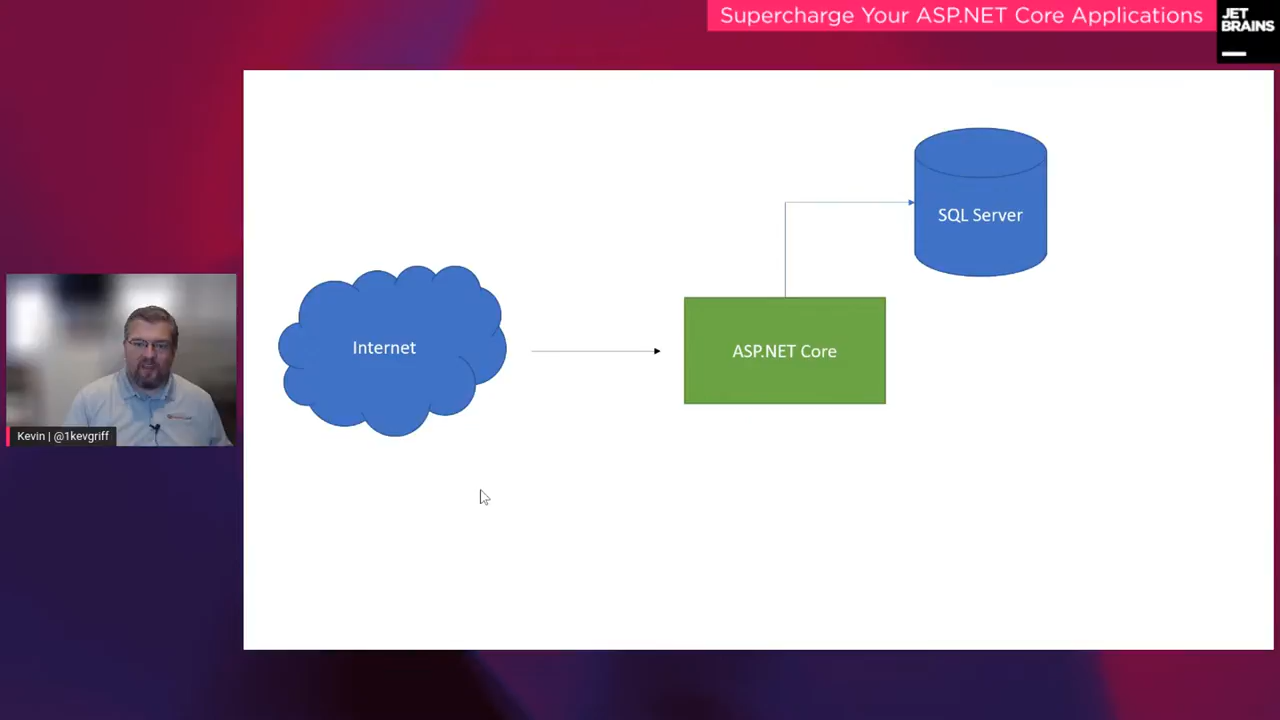 Supercharge Your ASP.NET Core Applications
JET
BRAINS
SQL Server
Internet
ASP.NET Core
Kevin | @1kevgriff